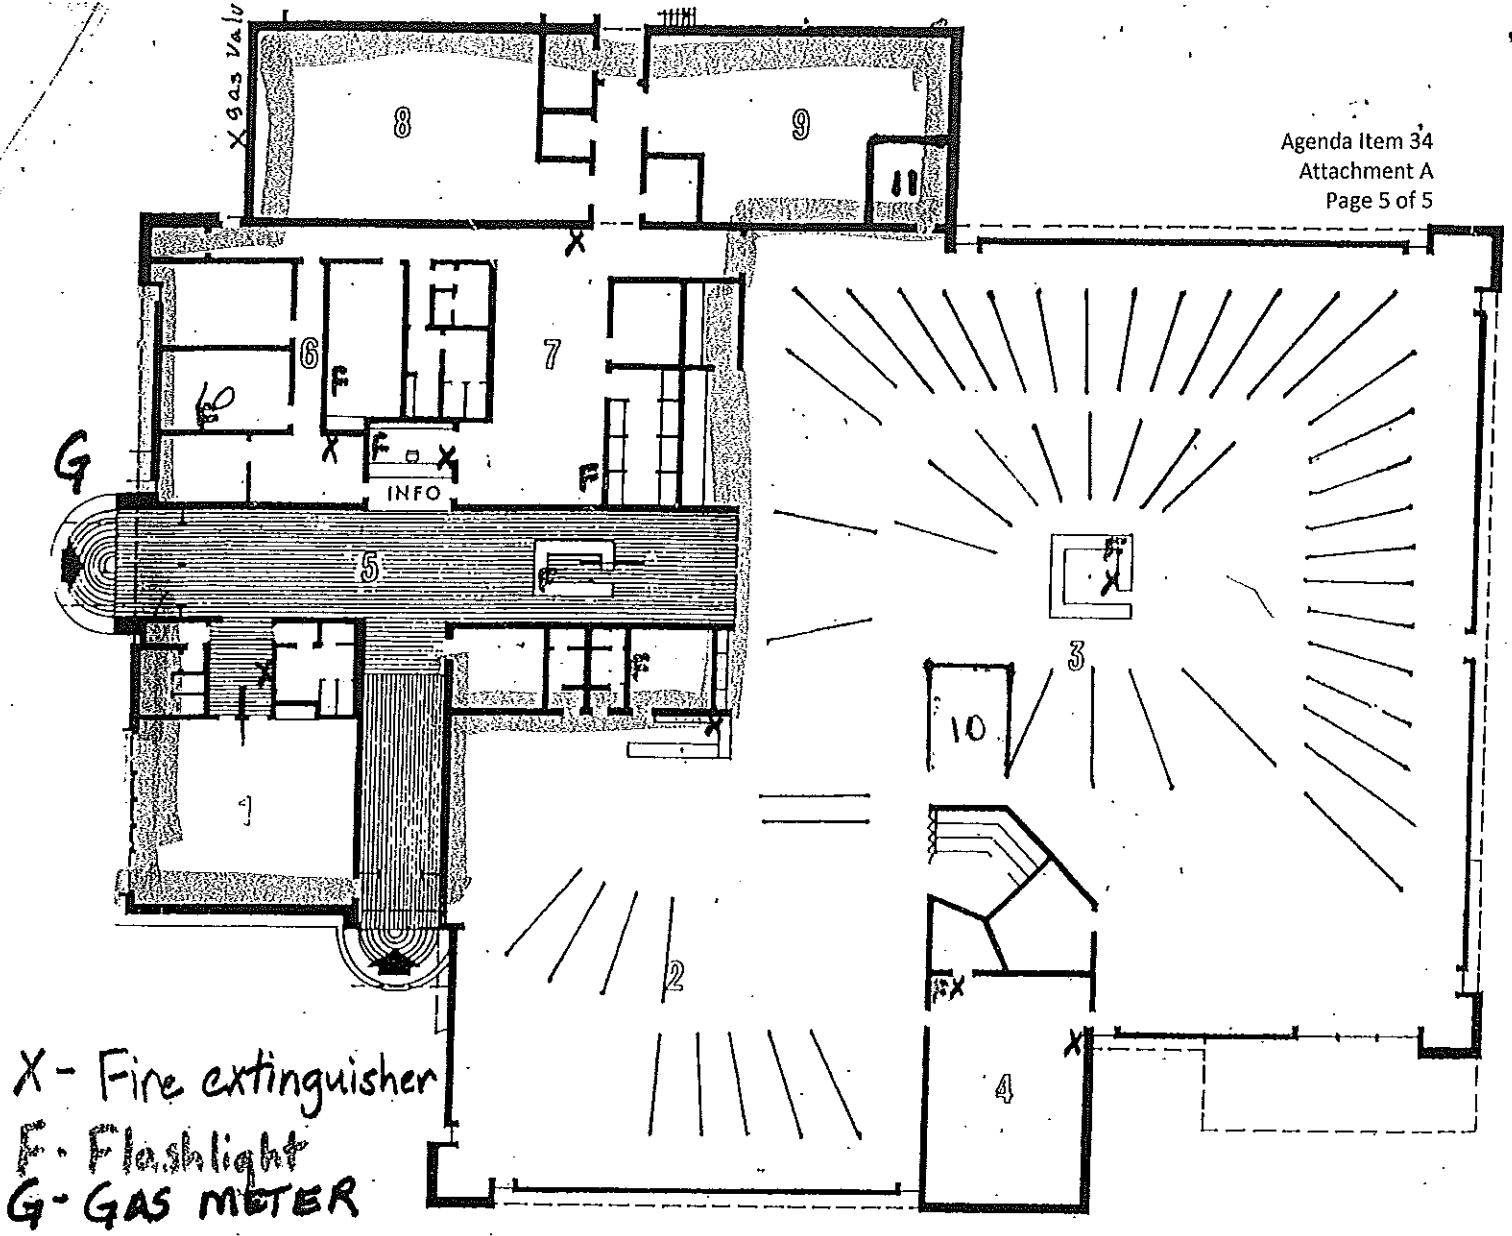 X gas Valv
8
9
Agenda Item 34
Attachment A
Page 5 of 5
11
X
6
7
F
F
G
X
F
X
F
INFO
5
F
F
X
3
X
F
X
10
1
2
F X
X
4
X - Fire extinguisher
F - Flashlight
G - GAS METER